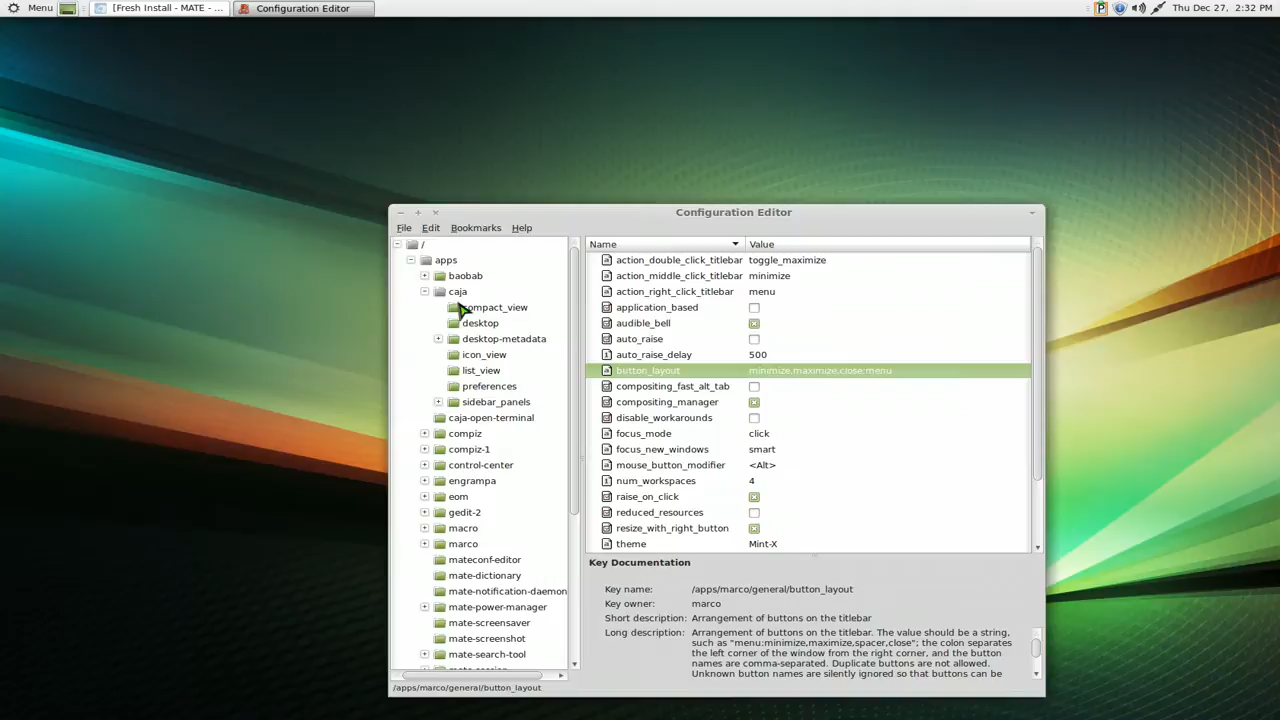 Menu
[Fresh Install - MATE - ...
Configuration Editor
Thu Dec 27, 2:32 PM
Configuration Editor
File Edit Bookmarks Help
/
apps
baobab
caja
compact_view
desktop
desktop-metadata
icon_view
list_view
preferences
sidebar_panels
caja-open-terminal
compiz
compiz-1
control-center
engrampa
eom
gedit-2
macro
marco
mateconf-editor
mate-dictionary
mate-notification-daemon
mate-power-manager
mate-screensaver
mate-screenshot
mate-search-tool
Name Value
action_double_click_titlebar toggle_maximize
action_middle_click_titlebar minimize
action_right_click_titlebar menu
application_based
audible_bell
auto_raise
auto_raise_delay 500
button_layout minimize,maximize,close:menu
compositing_fast_alt_tab
compositing_manager
disable_workarounds
focus_mode click
focus_new_windows smart
mouse_button_modifier <Alt>
num_workspaces 4
raise_on_click
reduced_resources
resize_with_right_button
theme Mint-X
Key Documentation
Key name: /apps/marco/general/button_layout
Key owner: marco
Short description: Arrangement of buttons on the titlebar
Long description: Arrangement of buttons on the titlebar. The value should be a string,
such as "menu:minimize,maximize,spacer,close"; the colon separates
the left corner of the window from the right corner, and the button
names are comma-separated. Duplicate buttons are not allowed.
Unknown button names are silently ignored so that buttons can be
/apps/marco/general/button_layout